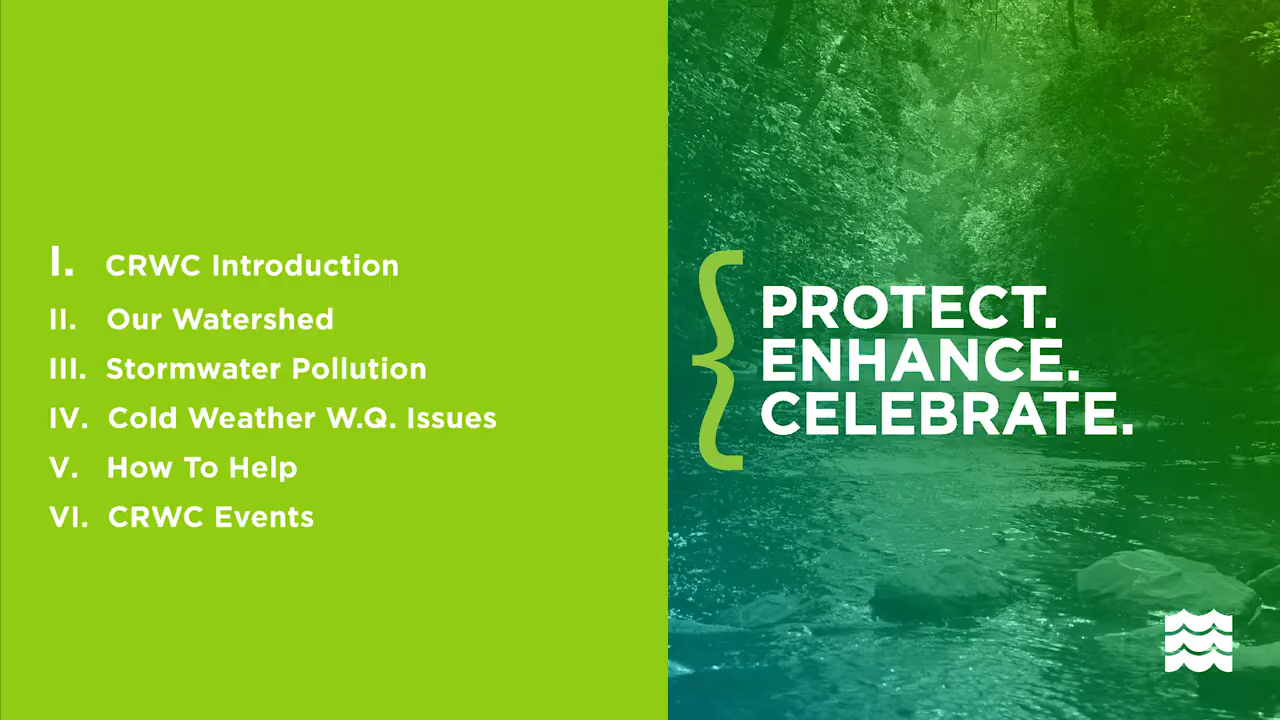 I. CRWC Introduction
II. Our Watershed
III. Stormwater Pollution
IV. Cold Weather W.Q. Issues
V. How To Help
VI. CRWC Events
PROTECT.
ENHANCE.
CELEBRATE.